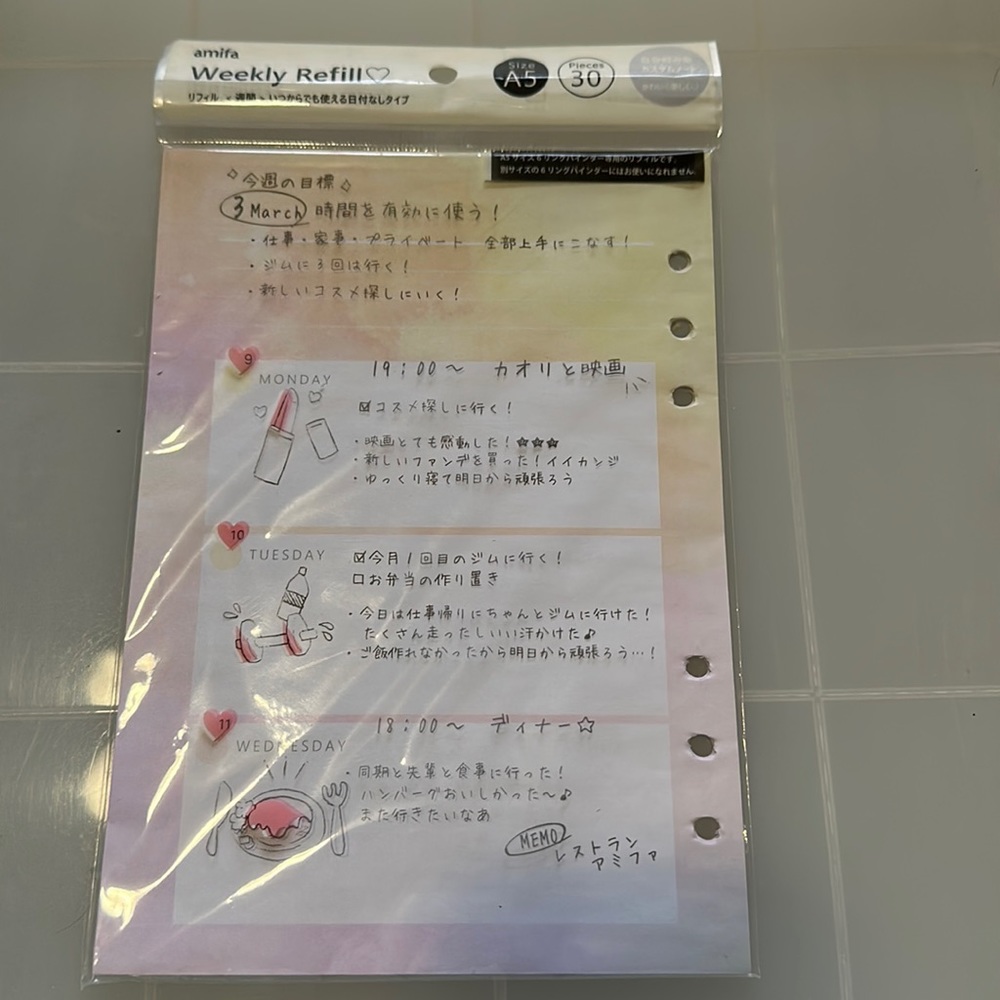 amifa
Weekly Refill♡
Size
A5
Pieces
30
リフィル < 週間 > いつからでも使える日付なしタイプ
A5サイズ6リングバインダー専用のリフィルです。
別サイズの6リングバインダーにはお使いになれません。
今週の目標
3 March 時間を有効に使う！
・仕事・家事・プライベート 全部上手にこなす！
・ジムに3回は行く！
・新しいコスメ探しにいく！
9
MONDAY
19:00〜 カオリと映画
☑コスメ探しに行く！
・映画とても感動した！★★★
・新しいファンデを買った！イイカンジ
・ゆっくり寝て明日から頑張ろう
10
TUESDAY
☑今月1回目のジムに行く！
□お弁当の作り置き
・今日は仕事帰りにちゃんとジムに行けた！
たくさん走ったしいい汗かけた♪
・ご飯作れなかったから明日から頑張ろう…！
11
WEDNESDAY
18:00〜 ディナー☆
・同期と先輩と食事に行った！
ハンバーグおいしかった〜♪
また行きたいなあ
MEMO
レストラン
アミファ